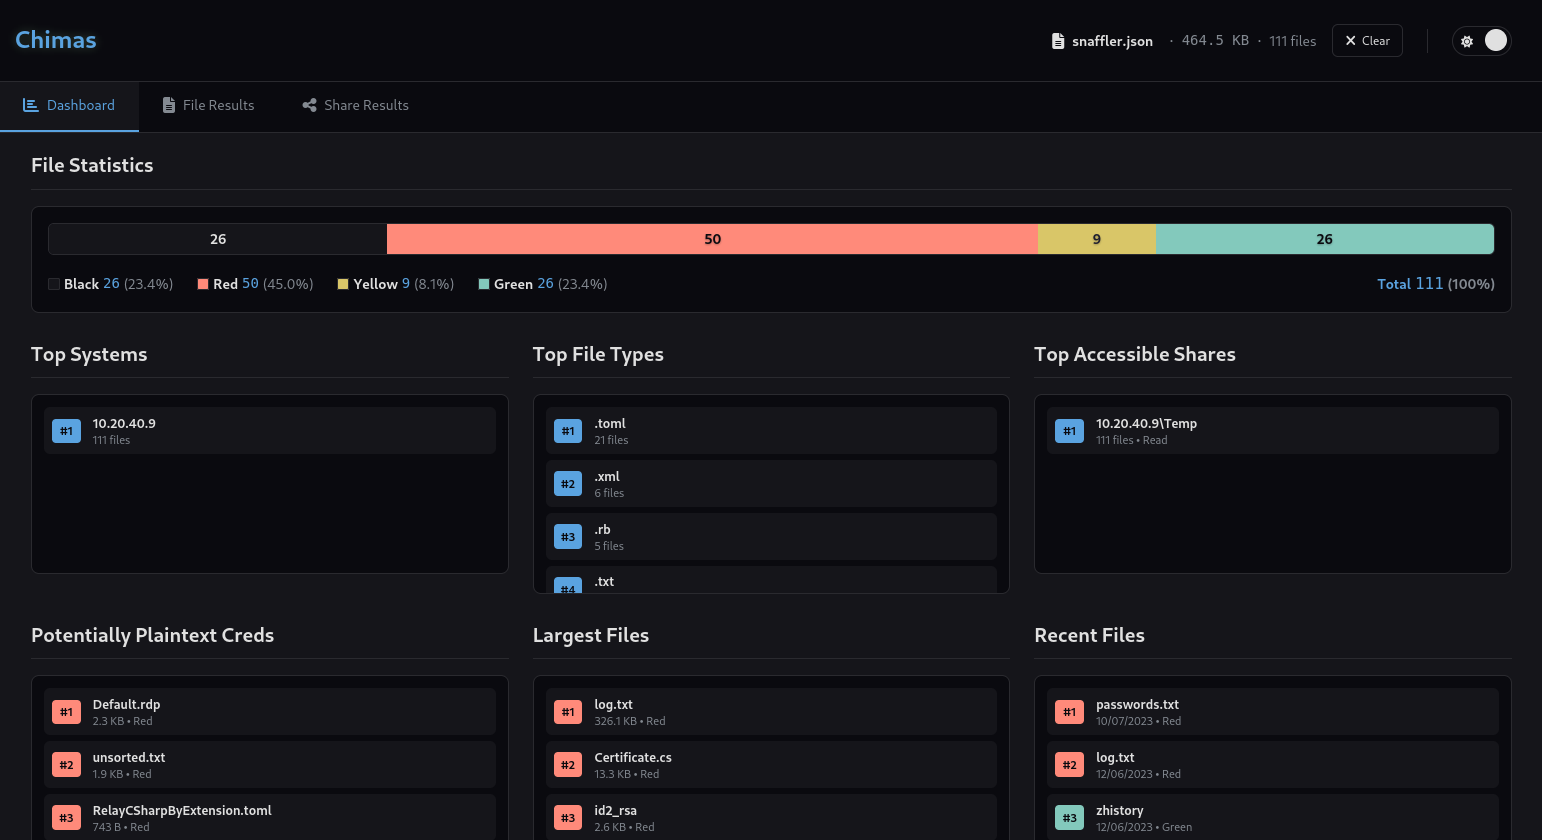 Chimas
snaffler.json · 464.5 KB · 111 files
Clear
Dashboard
File Results
Share Results
File Statistics
26
50
9
26
Black 26 (23.4%)
Red 50 (45.0%)
Yellow 9 (8.1%)
Green 26 (23.4%)
Total 111 (100%)
Top Systems
#1
10.20.40.9
111 files
Top File Types
#1
.toml
21 files
#2
.xml
6 files
#3
.rb
5 files
#4
.txt
Top Accessible Shares
#1
10.20.40.9\Temp
111 files • Read
Potentially Plaintext Creds
#1
Default.rdp
2.3 KB • Red
#2
unsorted.txt
1.9 KB • Red
#3
RelayCSharpByExtension.toml
743 B • Red
Largest Files
#1
log.txt
326.1 KB • Red
#2
Certificate.cs
13.3 KB • Red
#3
id2_rsa
2.6 KB • Red
Recent Files
#1
passwords.txt
10/07/2023 • Red
#2
log.txt
12/06/2023 • Red
#3
zhistory
12/06/2023 • Green